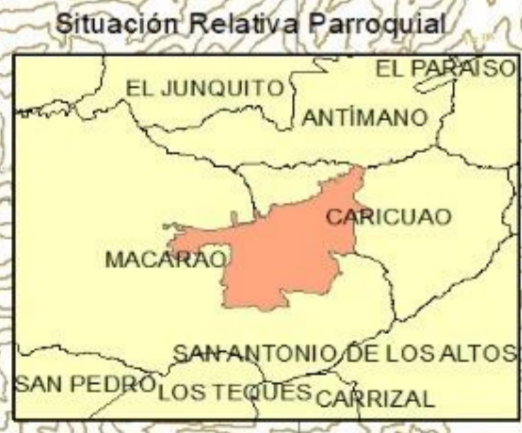 Situación Relativa Parroquial
EL PARAÍSO
EL JUNQUITO
ANTÍMANO
CARICUAO
MACARAO
SAN ANTONIO DE LOS ALTOS
SAN PEDRO
LOS TEQUES
CARRIZAL